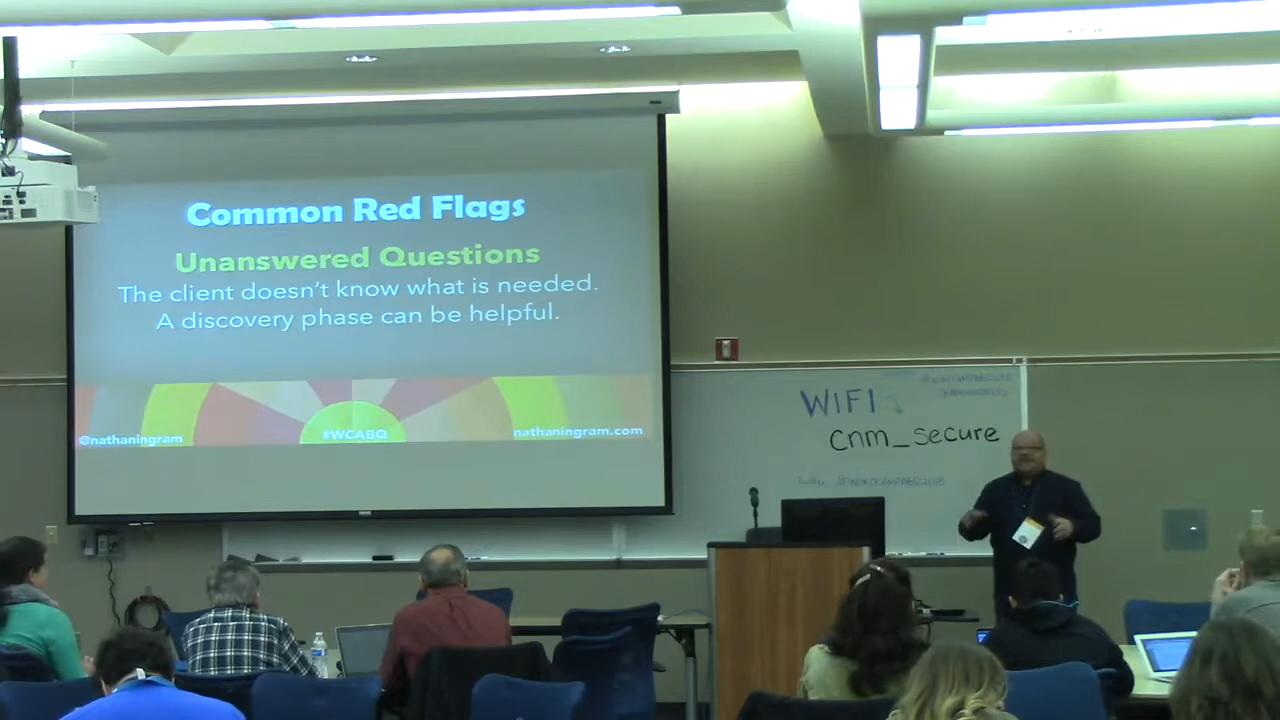 Common Red Flags
Unanswered Questions
The client doesn't know what is needed.
A discovery phase can be helpful.
@nathaningram
#WCABQ
nathaningram.com
WIFI
cnm_secure
Twitter